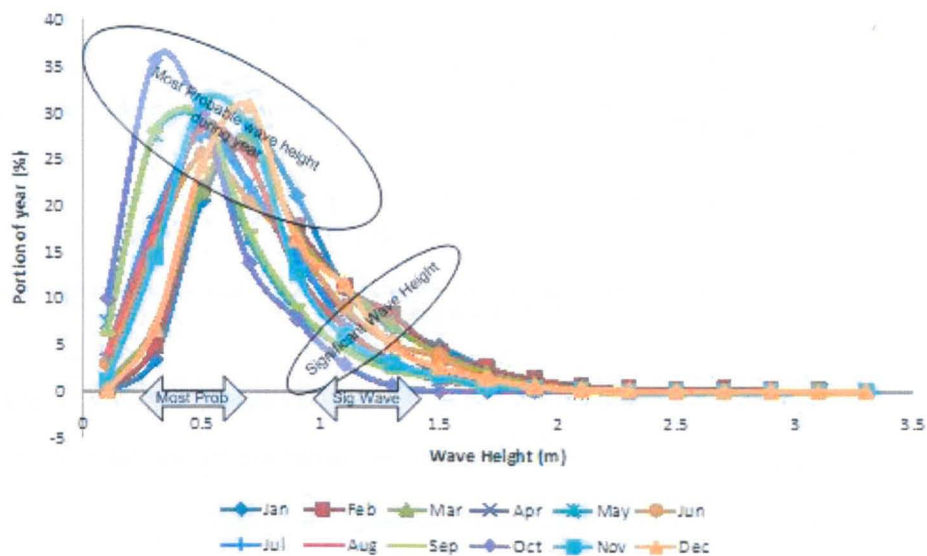 40
35
30
25
20
15
10
5
0
-5
Portion of year (%)
Most Probable wave height
during year
Significant Wave Height
Most Prob
Sig Wave
0 0.5 1 1.5 2 2.5 3 3.5
Wave Height (m)
Jan Feb Mar Apr May Jun
Jul Aug Sep Oct Nov Dec